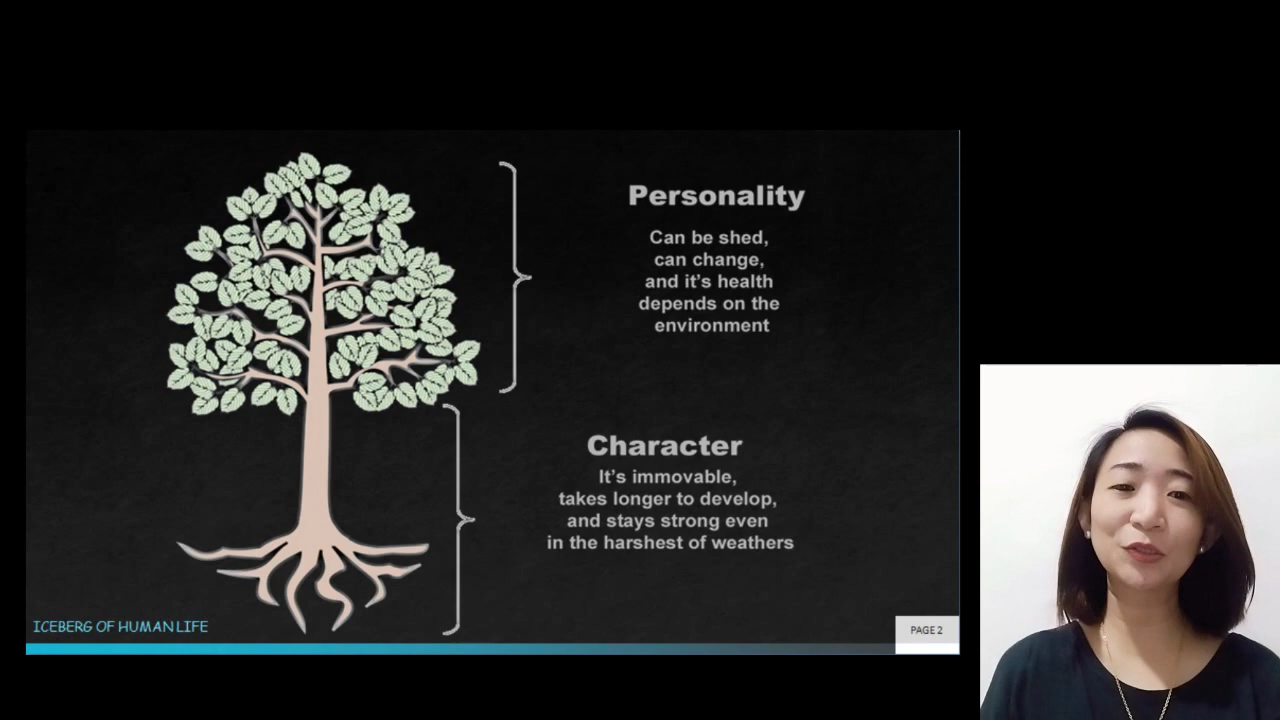 Personality
Can be shed,
can change,
and it's health
depends on the
environment
Character
It's immovable,
takes longer to develop,
and stays strong even
in the harshest of weathers
ICEBERG OF HUMAN LIFE
PAGE 2